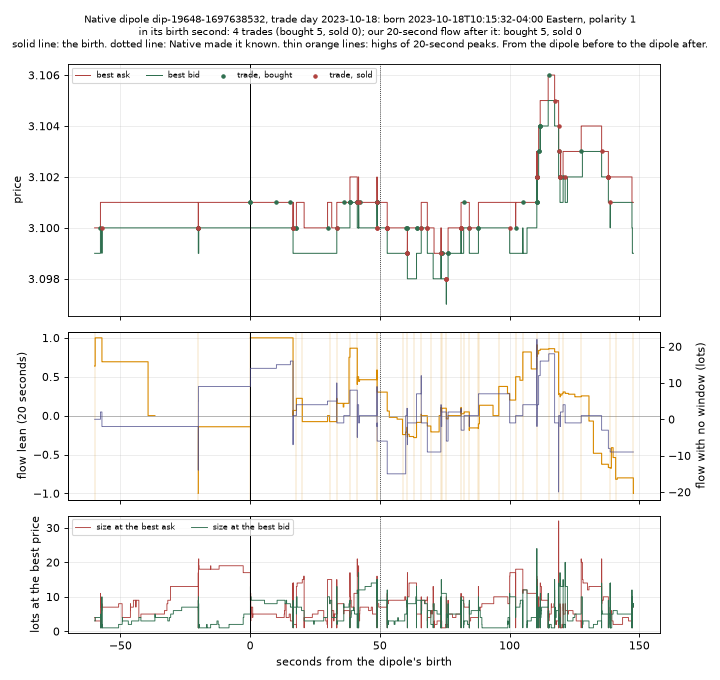 Native dipole dip-19648-1697638532, trade day 2023-10-18: born 2023-10-18T10:15:32-04:00 Eastern, polarity 1
in its birth second: 4 trades (bought 5, sold 0); our 20-second flow after it: bought 5, sold 0
solid line: the birth. dotted line: Native made it known. thin orange lines: highs of 20-second peaks. From the dipole before to the dipole after.
best ask
best bid
trade, bought
trade, sold
3.106
3.104
3.102
3.100
3.098
price
1.0
0.5
0.0
−0.5
−1.0
flow lean (20 seconds)
20
10
0
−10
−20
flow with no window (lots)
size at the best ask
size at the best bid
30
20
10
0
lots at the best price
−50
0
50
100
150
seconds from the dipole's birth